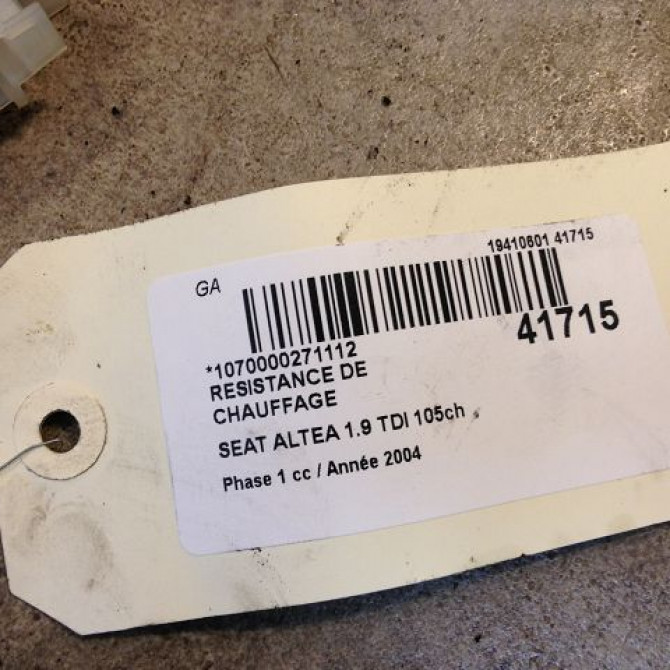 19410601 41715
GA
41715
*1070000271112
RESISTANCE DE
CHAUFFAGE
SEAT ALTEA 1.9 TDI 105ch
Phase 1 cc / Année 2004